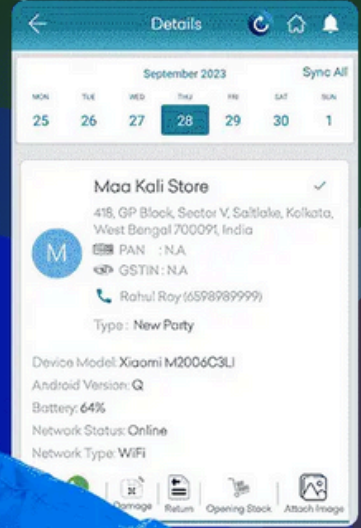 Details
September 2023
Sync All
MON TUE WED THU FRI SAT SUN
25 26 27 28 29 30 1
Maa Kali Store
418, GP Block, Sector V, Saltlake, Kolkata,
West Bengal 700091, India
M
PAN : N.A
GSTIN : N.A
Rahul Roy (6598989999)
Type : New Party
Device Model: Xiaomi M2006C3LI
Android Version: Q
Battery: 64%
Network Status: Online
Network Type: WiFi
Damage Return Opening Stock Attach Image